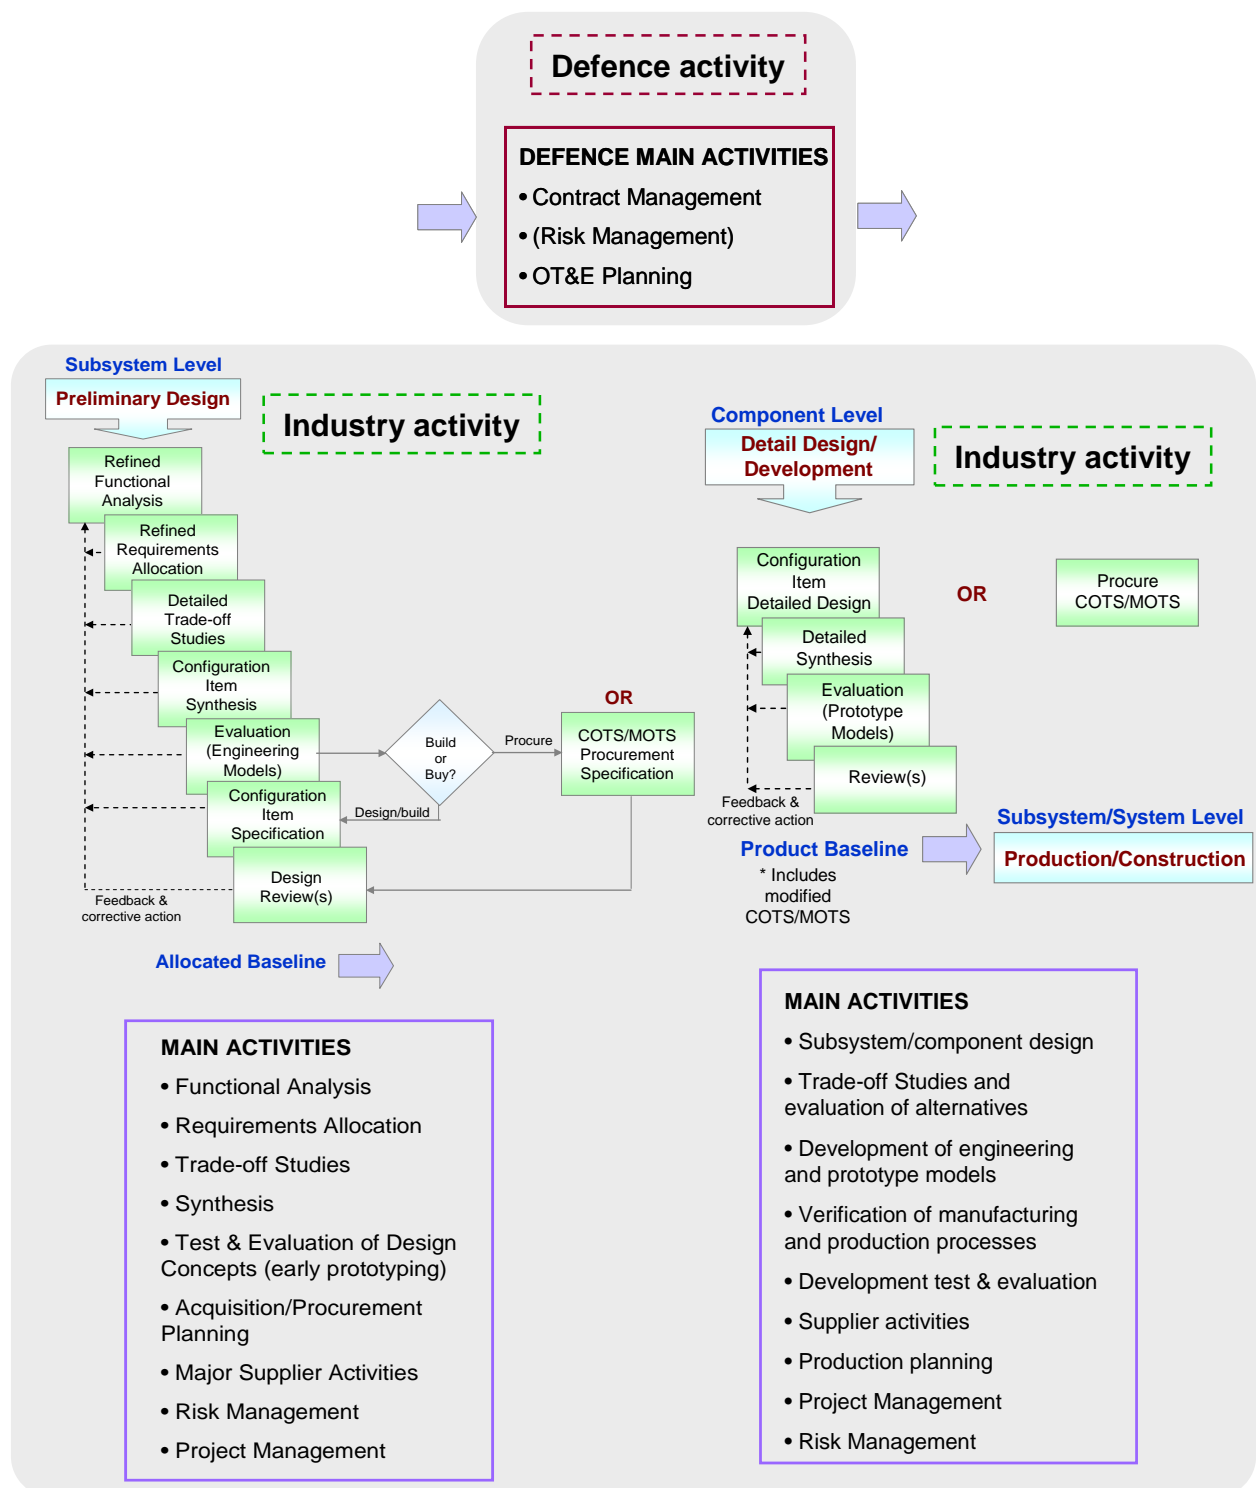 Defence activity
DEFENCE MAIN ACTIVITIES
• Contract Management
• (Risk Management)
• OT&E Planning
Subsystem Level
Preliminary Design
Industry activity
Refined
Functional
Analysis
Refined
Requirements
Allocation
Detailed
Trade-off
Studies
Configuration
Item
Synthesis
Evaluation
(Engineering
Models)
Configuration
Item
Specification
Design
Review(s)
Feedback &
corrective action
Build
or
Buy?
Procure
Design/build
OR
COTS/MOTS
Procurement
Specification
Allocated Baseline
Component Level
Detail Design/
Development
Industry activity
Configuration
Item
Detailed Design
Detailed
Synthesis
Evaluation
(Prototype
Models)
Review(s)
Feedback &
corrective action
OR
Procure
COTS/MOTS
Product Baseline
* Includes
modified
COTS/MOTS
Subsystem/System Level
Production/Construction
MAIN ACTIVITIES
• Functional Analysis
• Requirements Allocation
• Trade-off Studies
• Synthesis
• Test & Evaluation of Design
Concepts (early prototyping)
• Acquisition/Procurement
Planning
• Major Supplier Activities
• Risk Management
• Project Management
MAIN ACTIVITIES
• Subsystem/component design
• Trade-off Studies and
evaluation of alternatives
• Development of engineering
and prototype models
• Verification of manufacturing
and production processes
• Development test & evaluation
• Supplier activities
• Production planning
• Project Management
• Risk Management